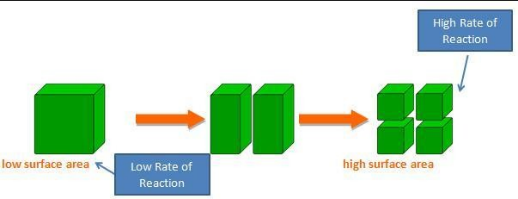 High Rate of
Reaction
low surface area
Low Rate of
Reaction
high surface area